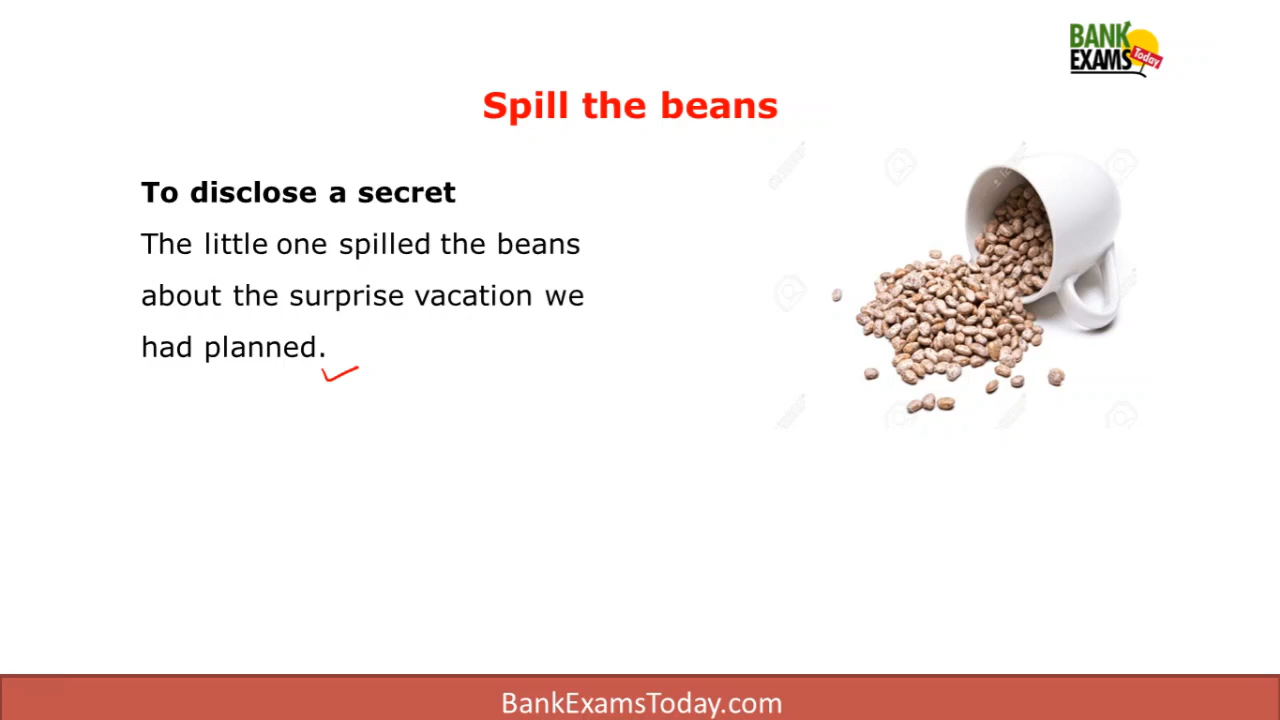 BANK
EXAMS Today
Spill the beans
To disclose a secret
The little one spilled the beans
about the surprise vacation we
had planned.
BankExamsToday.com